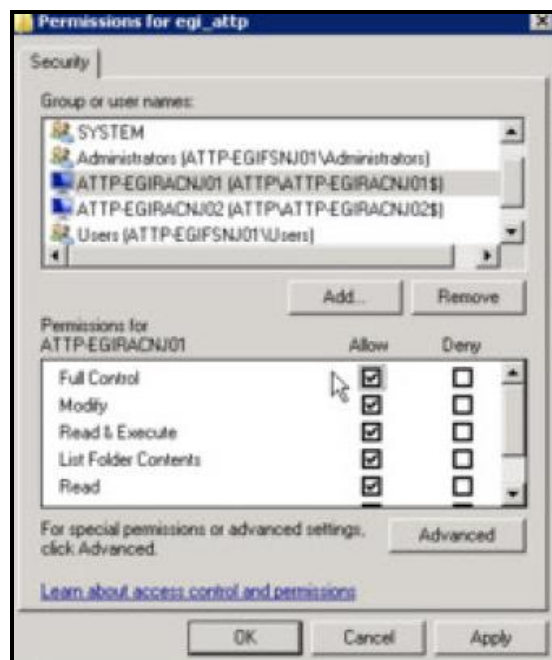 Permissions for egi_attp
Security
Group or user names:
SYSTEM
Administrators (ATTP-EGIFSNJ01\Administrators)
ATTP-EGIRACNJ01 (ATTP\ATTP-EGIRACNJ01$)
ATTP-EGIRACNJ02 (ATTP\ATTP-EGIRACNJ02$)
Users (ATTP-EGIFSNJ01\Users)
Add... Remove
Permissions for
ATTP-EGIRACNJ01 Allow Deny
Full Control
Modify
Read & Execute
List Folder Contents
Read
For special permissions or advanced settings,
click Advanced. Advanced
Learn about access control and permissions
OK Cancel Apply